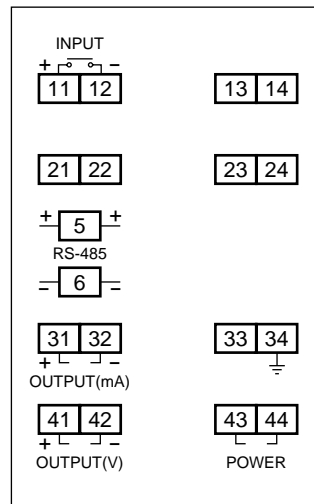 INPUT
+ −
11 12 13 14
21 22 23 24
+ 5 +
RS-485
− 6 −
31 32 33 34
+ −
OUTPUT(mA)
41 42 43 44
+ −
OUTPUT(V) POWER